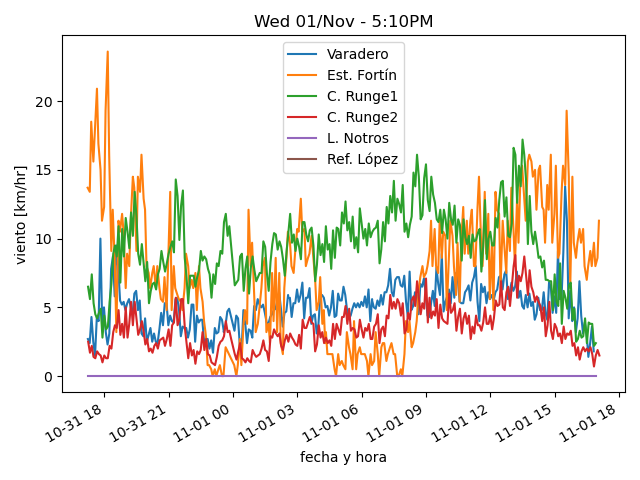 Wed 01/Nov - 5:10PM
Varadero
Est. Fortín
C. Runge1
C. Runge2
L. Notros
Ref. López
viento [km/hr]
20
15
10
5
0
10-31 18
10-31 21
11-01 00
11-01 03
11-01 06
11-01 09
11-01 12
11-01 15
11-01 18
fecha y hora